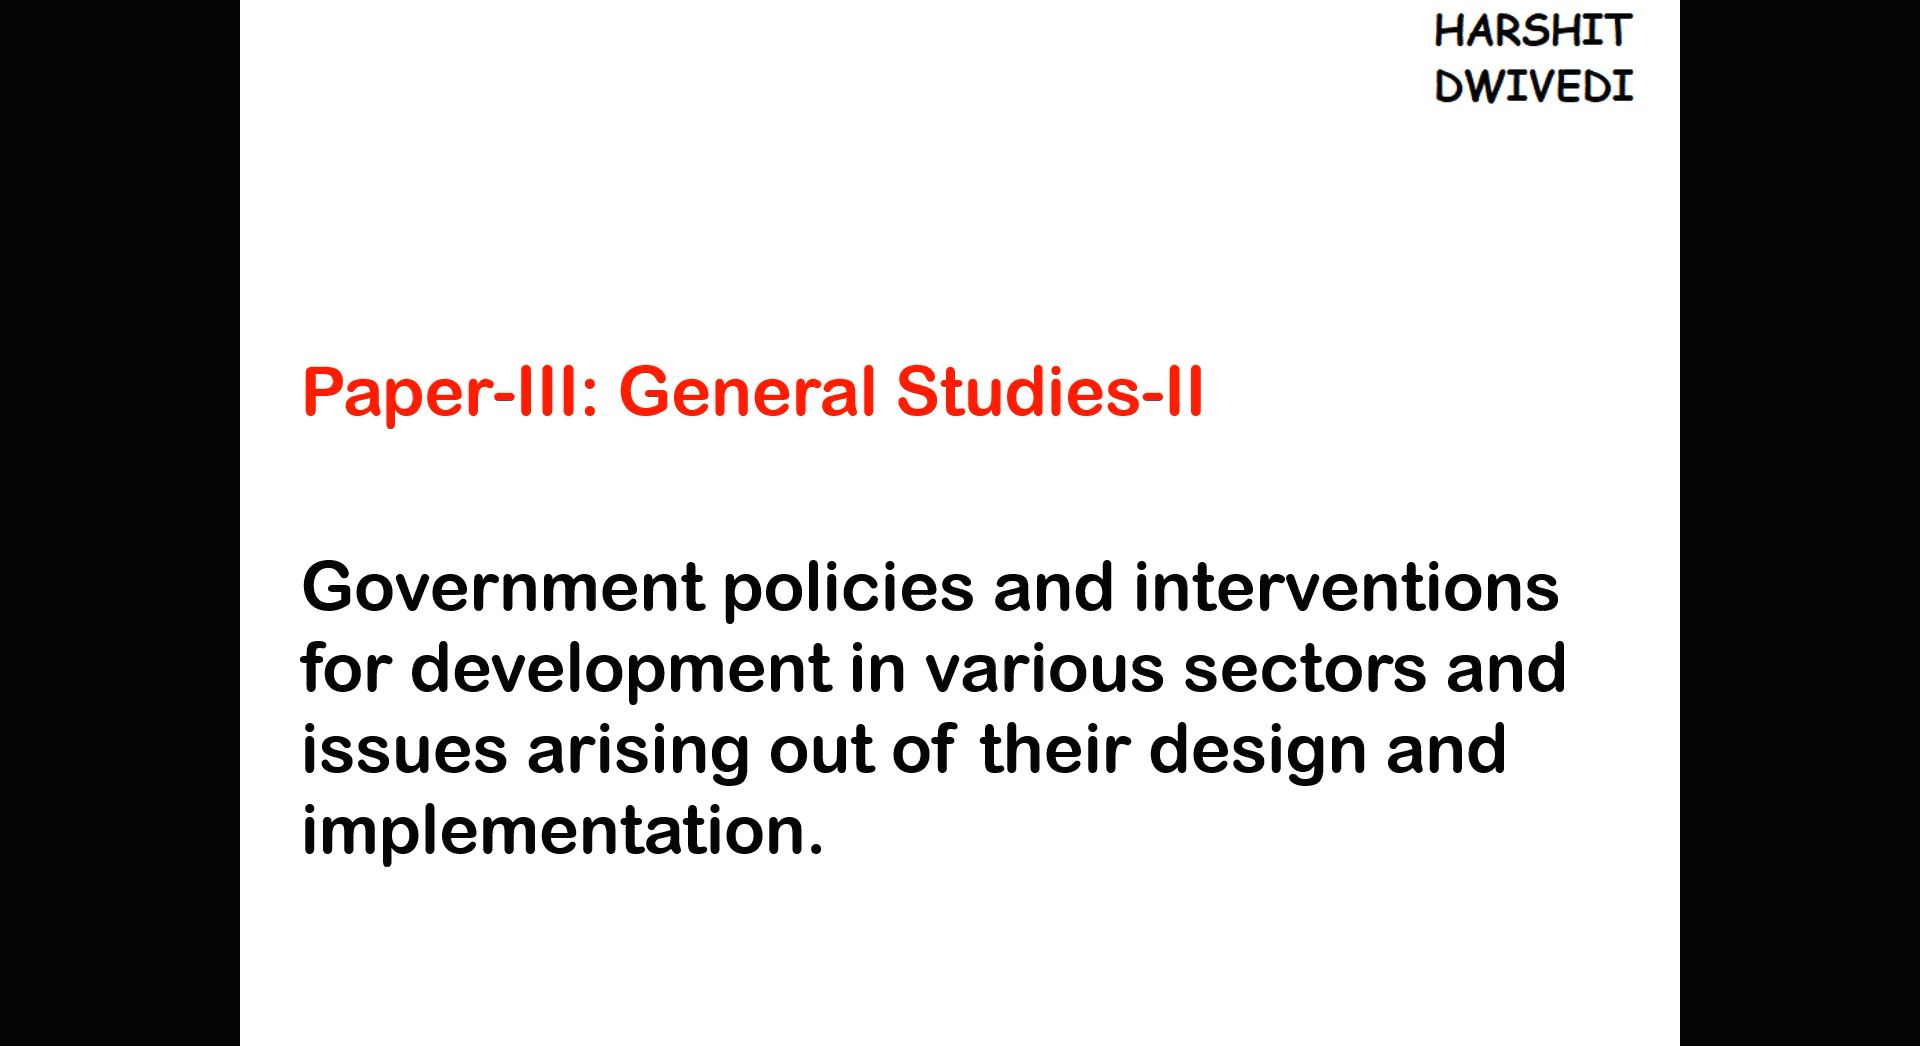 HARSHIT
DWIVEDI
Paper-III: General Studies-II
Government policies and interventions
for development in various sectors and
issues arising out of their design and
implementation.